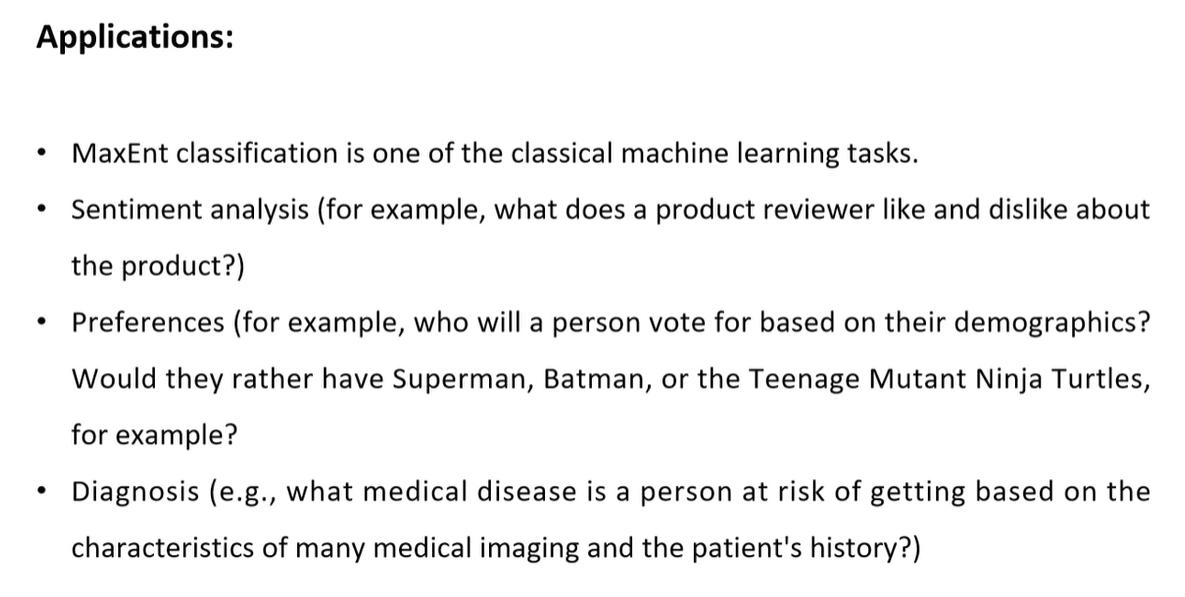 Applications:
• MaxEnt classification is one of the classical machine learning tasks.
• Sentiment analysis (for example, what does a product reviewer like and dislike about
the product?)
• Preferences (for example, who will a person vote for based on their demographics?
Would they rather have Superman, Batman, or the Teenage Mutant Ninja Turtles,
for example?
• Diagnosis (e.g., what medical disease is a person at risk of getting based on the
characteristics of many medical imaging and the patient's history?)